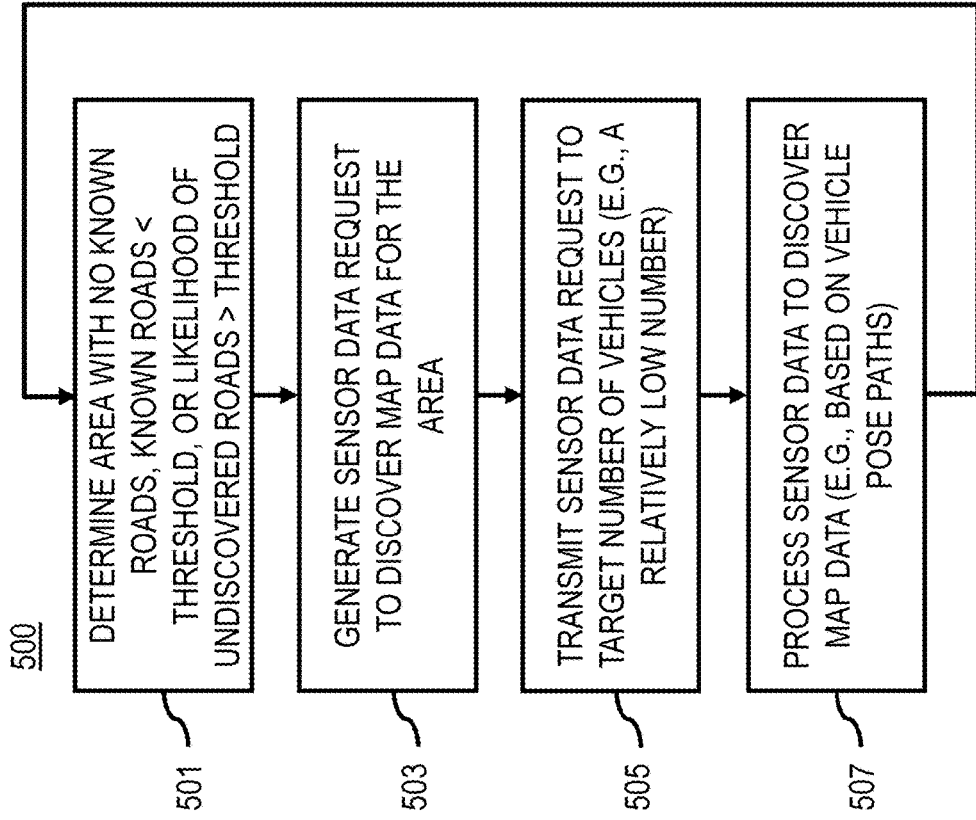 500
501
DETERMINE AREA WITH NO KNOWN
ROADS, KNOWN ROADS <
THRESHOLD, OR LIKELIHOOD OF
UNDISCOVERED ROADS > THRESHOLD
503
GENERATE SENSOR DATA REQUEST
TO DISCOVER MAP DATA FOR THE
AREA
505
TRANSMIT SENSOR DATA REQUEST TO
TARGET NUMBER OF VEHICLES (E.G., A
RELATIVELY LOW NUMBER)
507
PROCESS SENSOR DATA TO DISCOVER
MAP DATA (E.G., BASED ON VEHICLE
POSE PATHS)